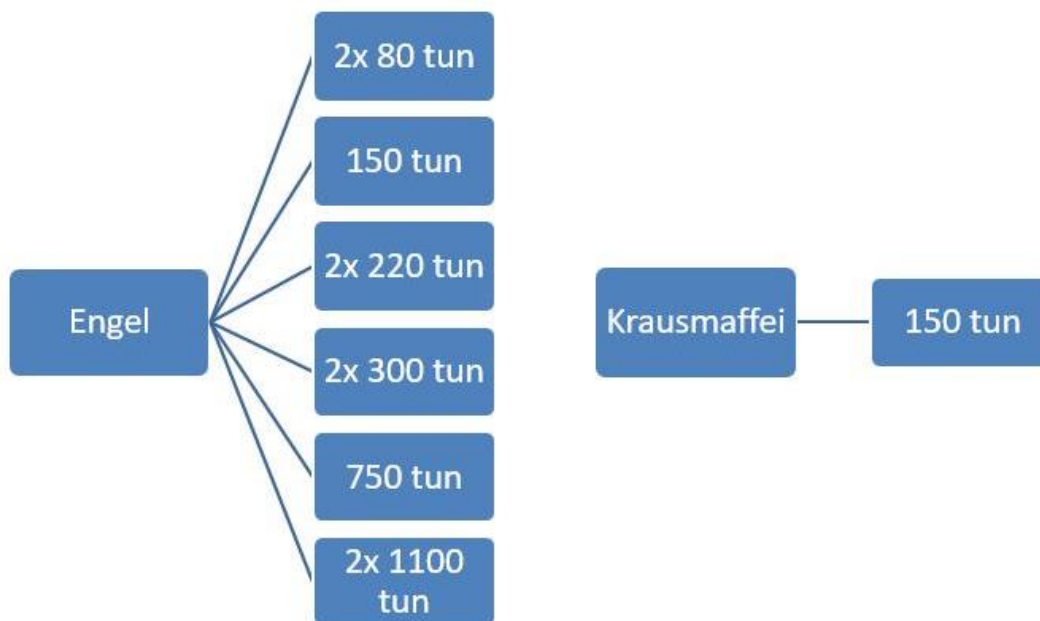 Engel
2x 80 tun
150 tun
2x 220 tun
2x 300 tun
750 tun
2x 1100
tun
Krausmaffei
150 tun